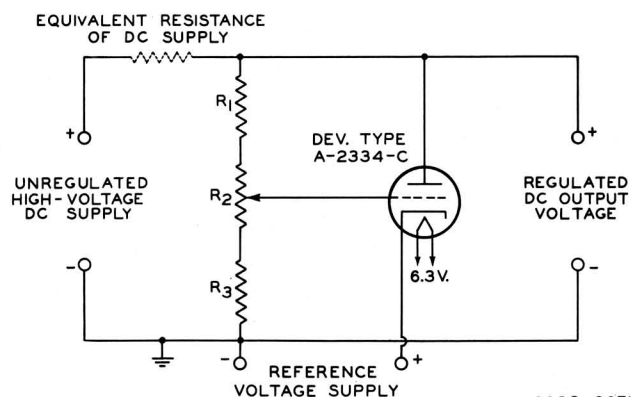 EQUIVALENT RESISTANCE
OF DC SUPPLY
R1
DEV. TYPE
A-2334-C
+
+
UNREGULATED
HIGH-VOLTAGE
DC SUPPLY
R2
REGULATED
DC OUTPUT
VOLTAGE
-
-
6.3V.
R3
-
+
REFERENCE
VOLTAGE SUPPLY